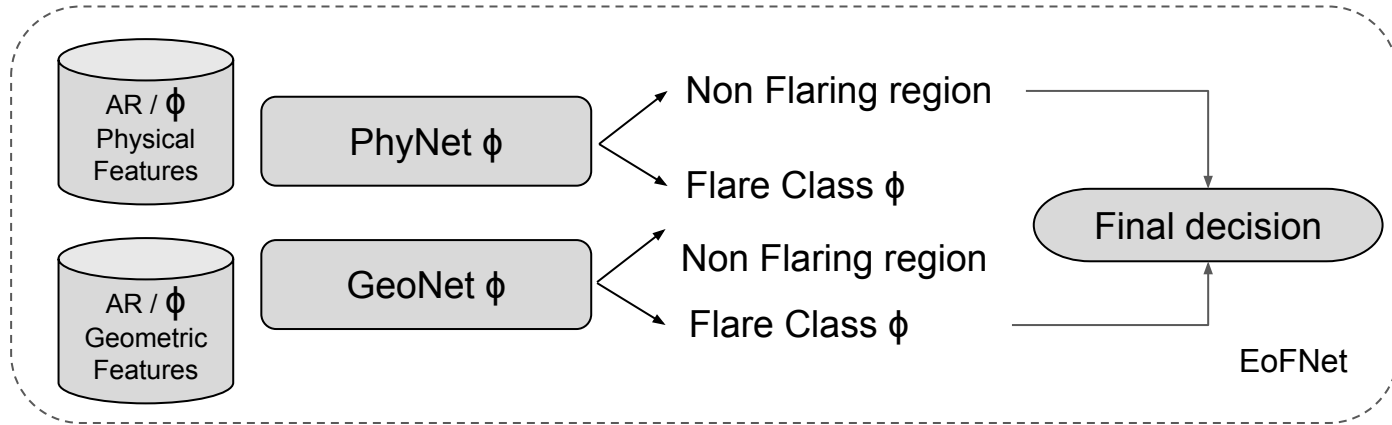 AR / ϕ
Physical
Features
PhyNet ϕ
Non Flaring region
Flare Class ϕ
AR / ϕ
Geometric
Features
GeoNet ϕ
Non Flaring region
Flare Class ϕ
Final decision
EoFNet